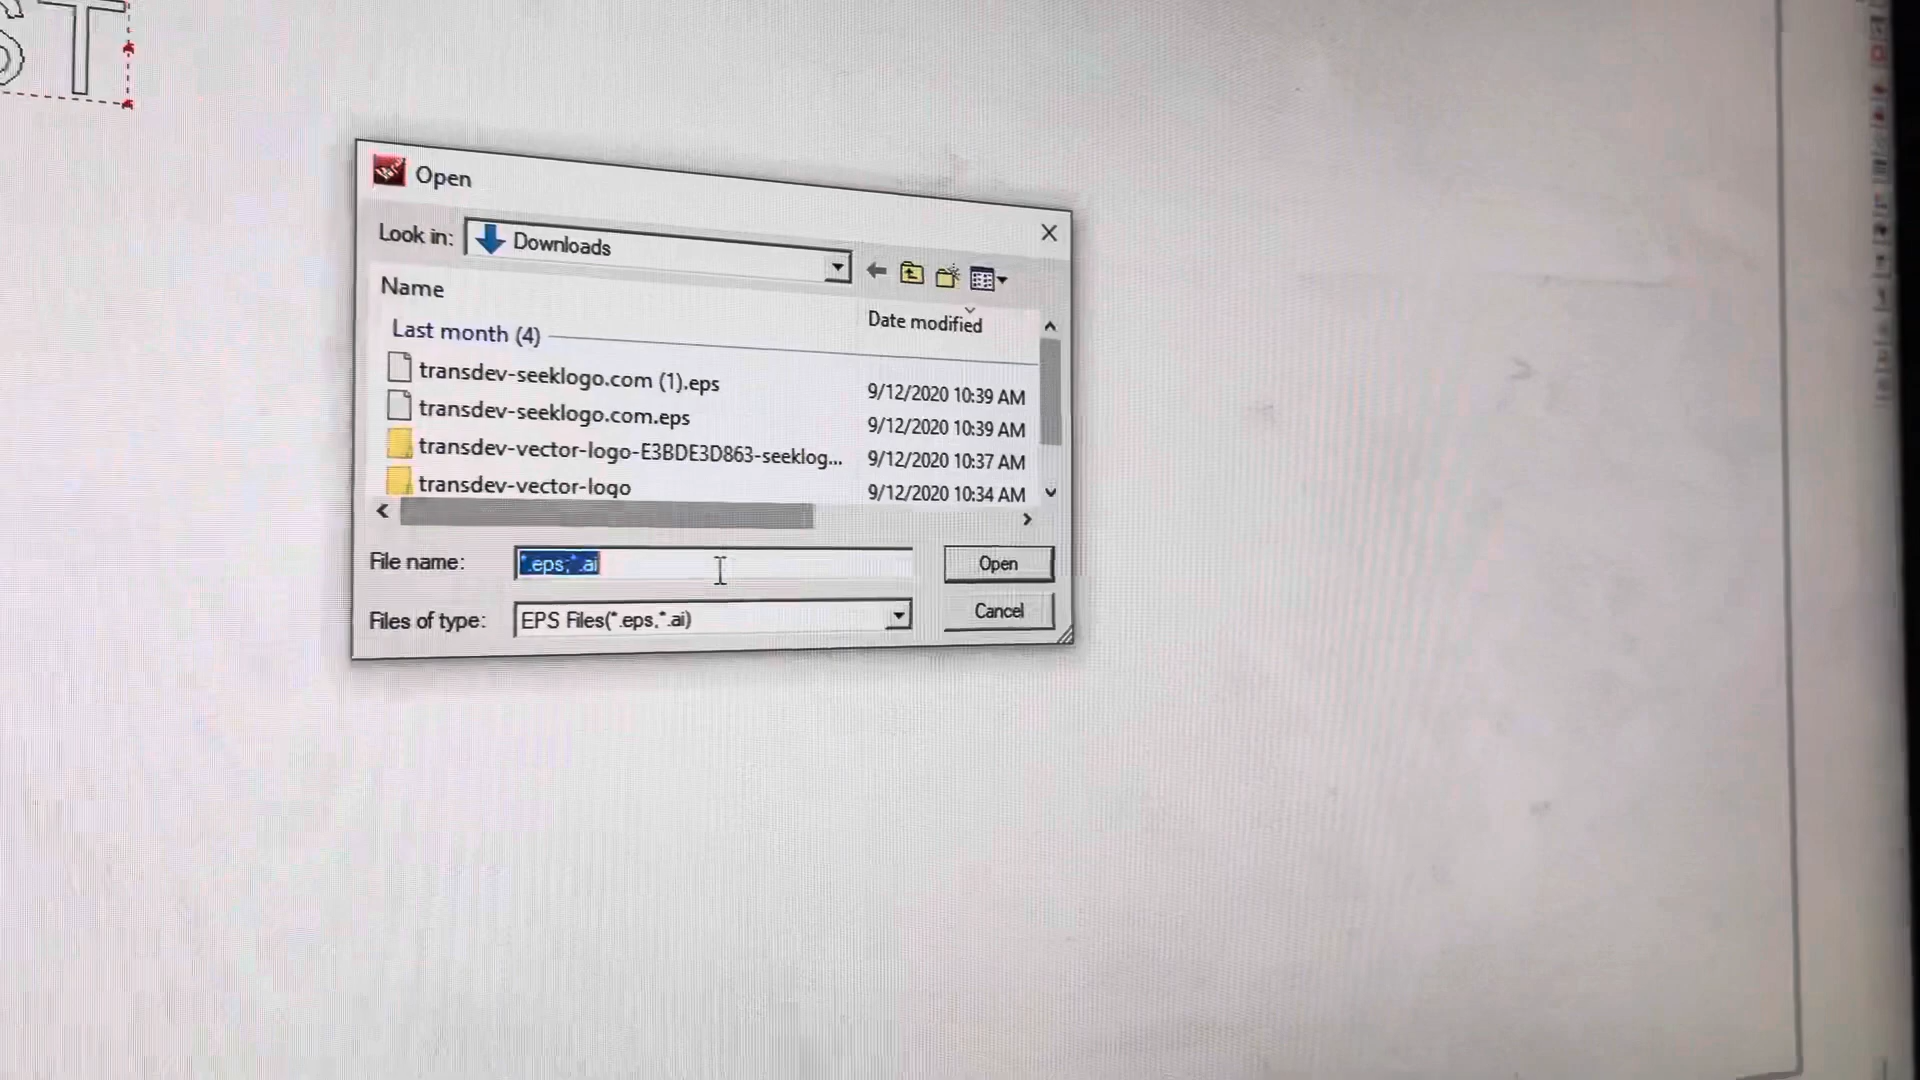 ST
Open
Look in: Downloads
Name
Date modified
Last month (4)
transdev-seeklogo.com (1).eps 9/12/2020 10:39 AM
transdev-seeklogo.com.eps 9/12/2020 10:39 AM
transdev-vector-logo-E3BDE3D863-seeklog... 9/12/2020 10:37 AM
transdev-vector-logo 9/12/2020 10:34 AM
File name: *.eps;*.ai Open
Files of type: EPS Files(*.eps,*.ai) Cancel